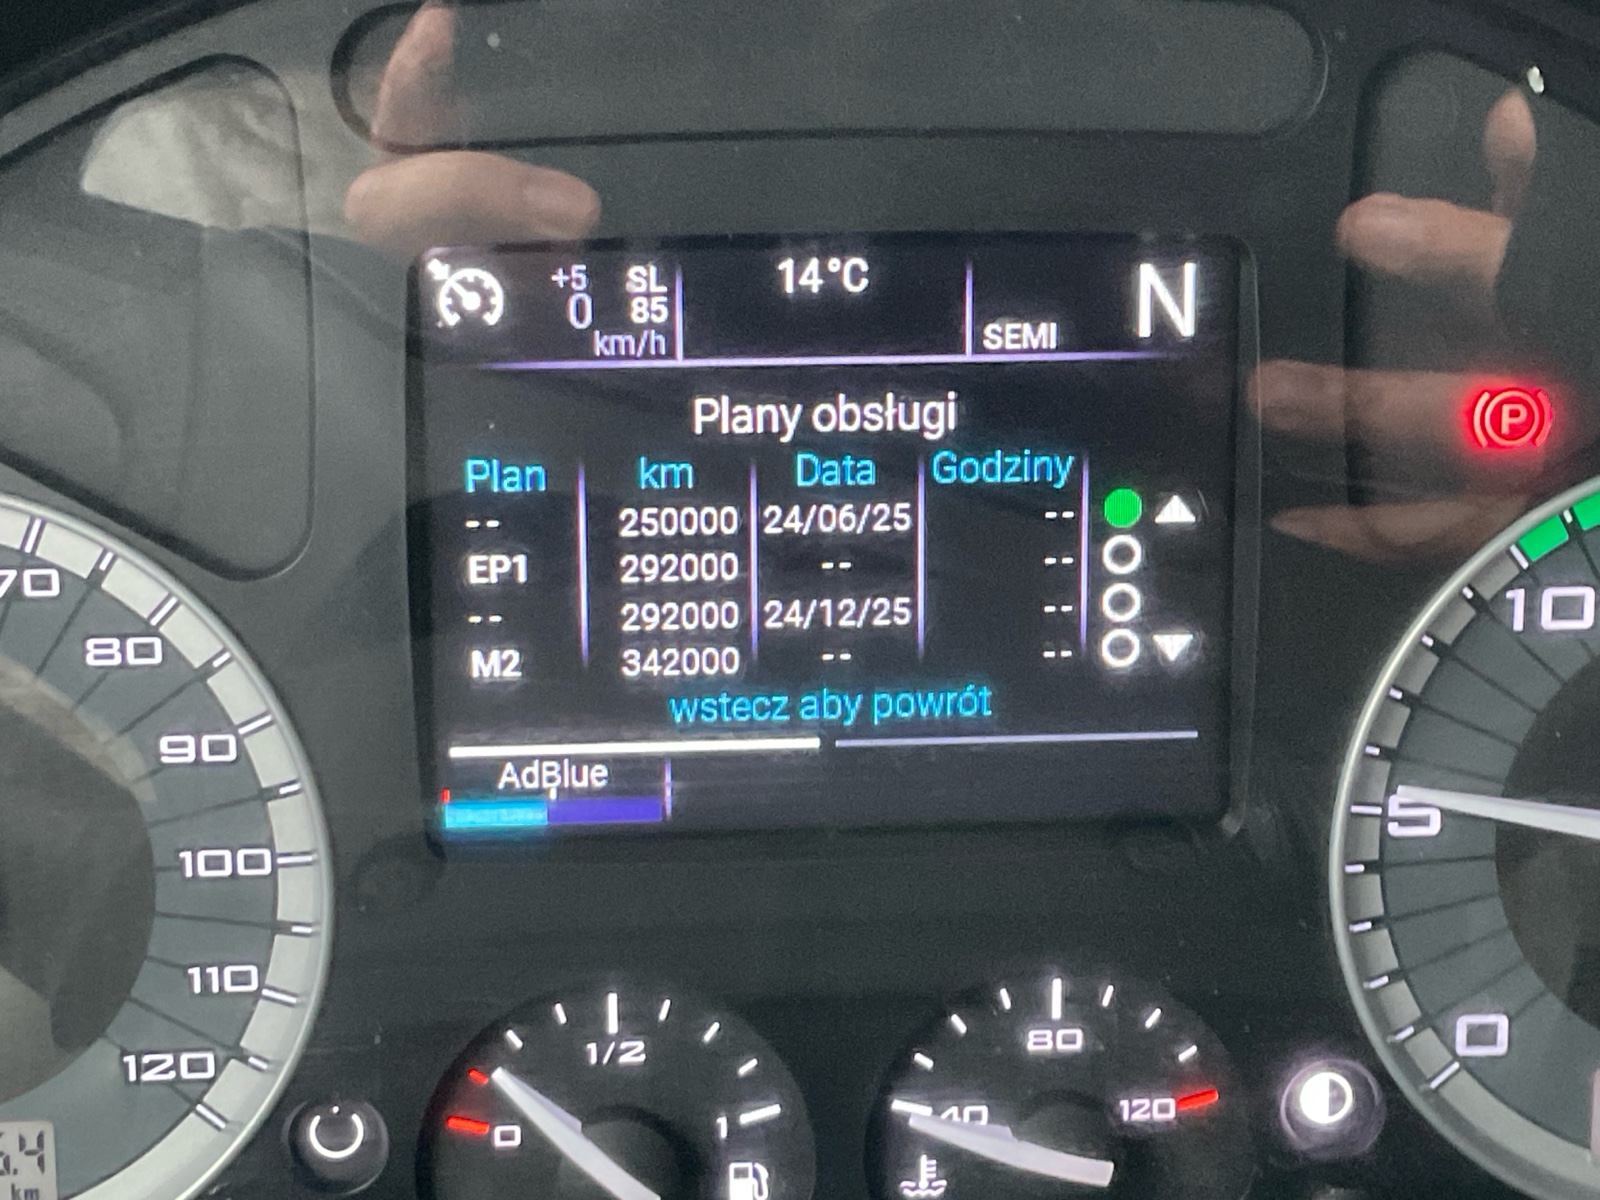 +5 SL
0 85
km/h
14°C
SEMI
N
Plany obsługi
Plan km Data Godziny
-- 250000 24/06/25 --
EP1 292000 -- --
-- 292000 24/12/25 --
M2 342000 -- --
wstecz aby powrót
AdBlue
P
70
80
90
100
110
120
10
5
0
1/2
0
1
40
80
120
km